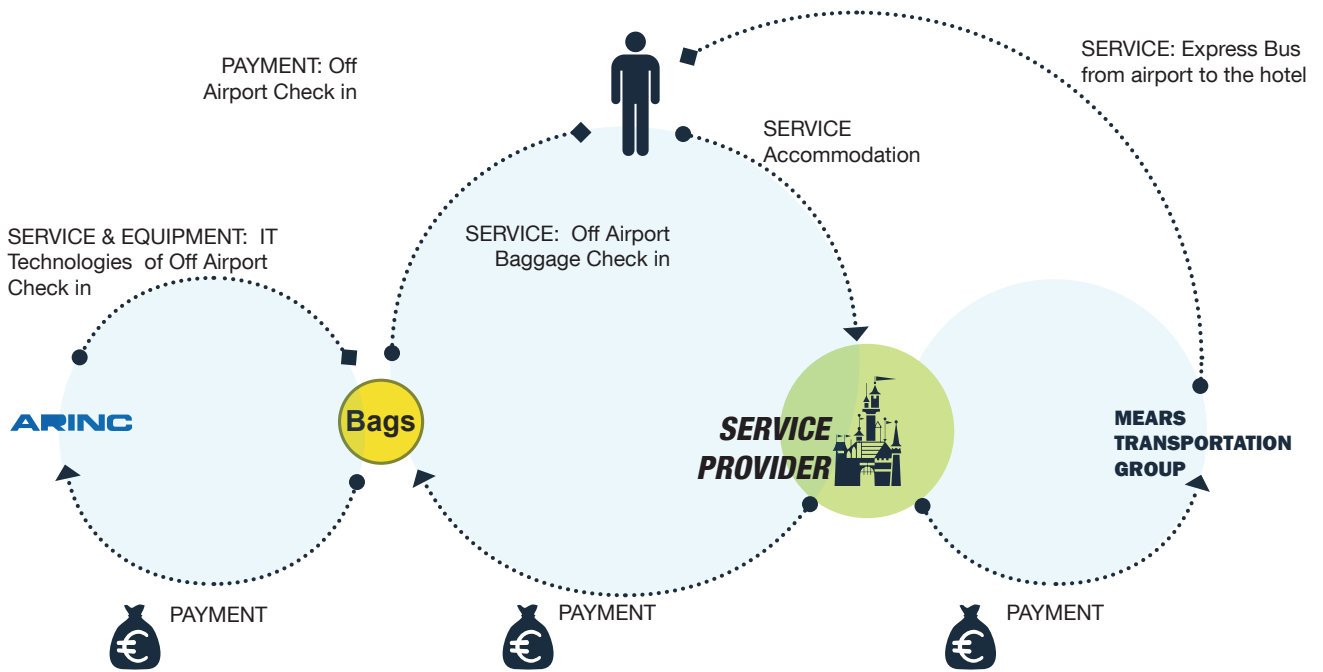 PAYMENT: Off
Airport Check in
SERVICE: Express Bus
from airport to the hotel
SERVICE
Accommodation
SERVICE & EQUIPMENT:  IT
Technologies  of Off Airport
Check in
SERVICE:  Off Airport
Baggage Check in
ARINC
Bags
SERVICE
PROVIDER
MEARS
TRANSPORTATION
GROUP
€ PAYMENT
€ PAYMENT
€ PAYMENT